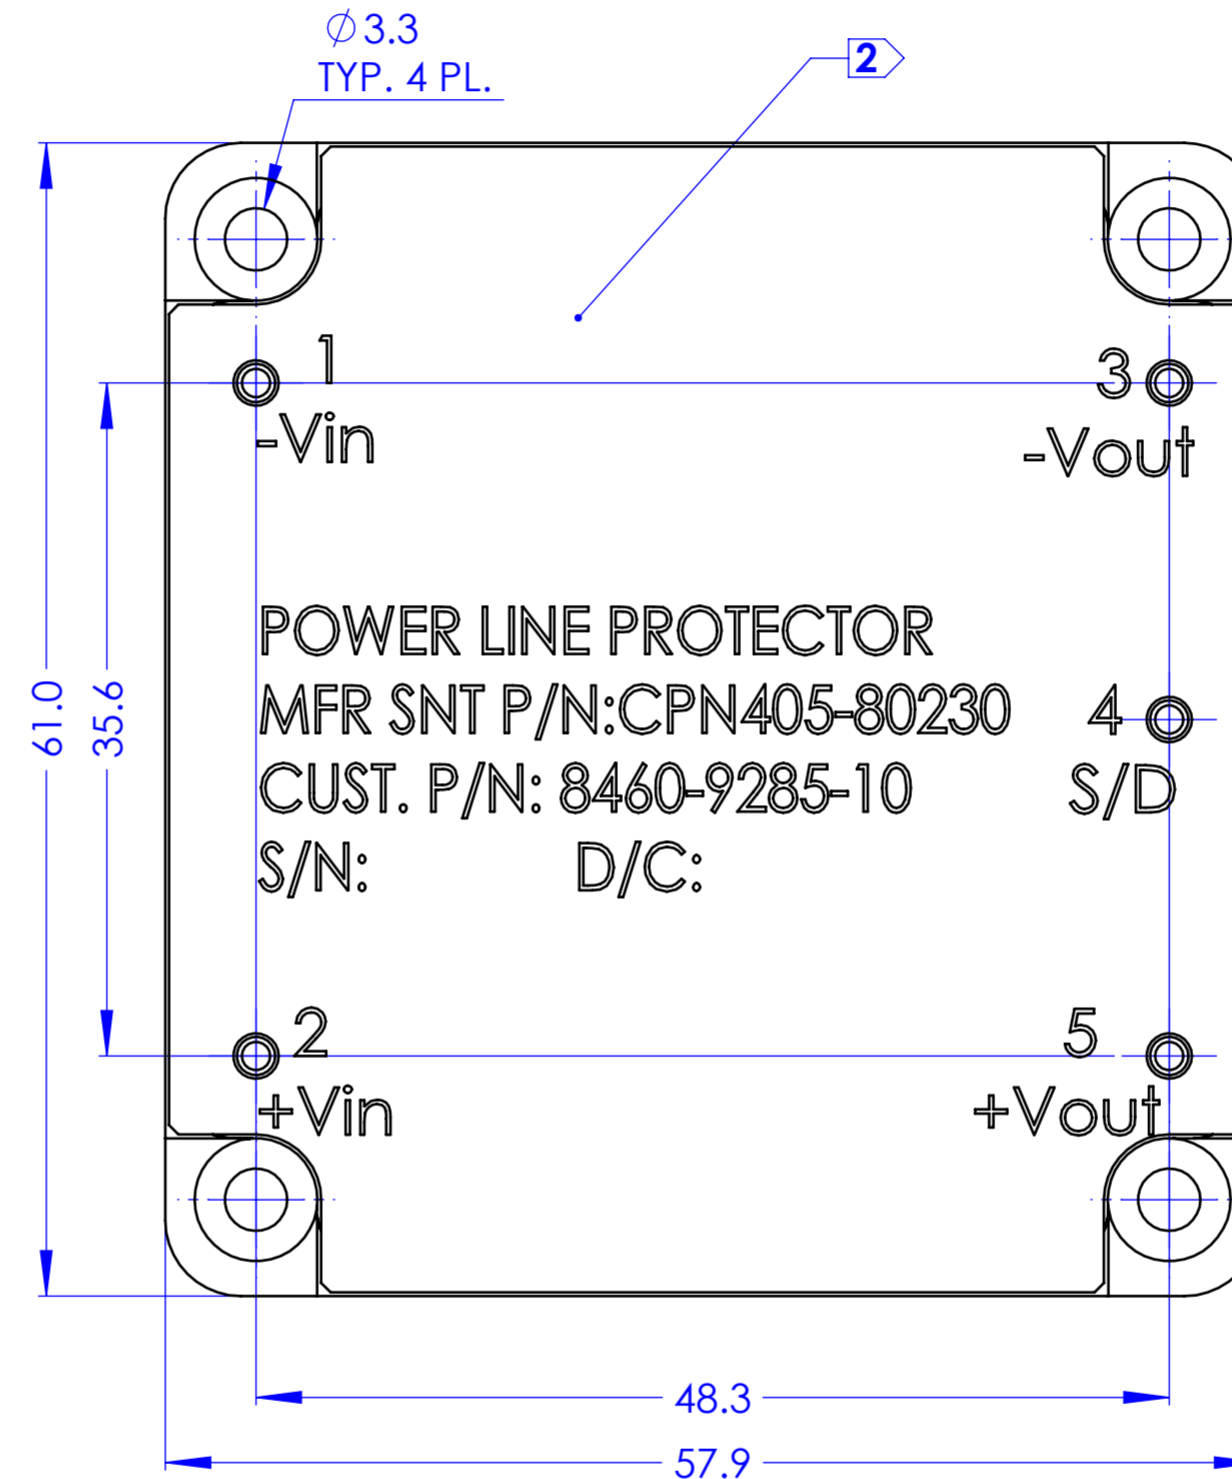 ⌀3.3
TYP. 4 PL.
2
1
-Vin
3
-Vout
61.0
35.6
POWER LINE PROTECTOR
MFR SNT P/N:CPN405-80230
CUST. P/N: 8460-9285-10
S/N: D/C:
4
S/D
2
+Vin
5
+Vout
48.3
57.9